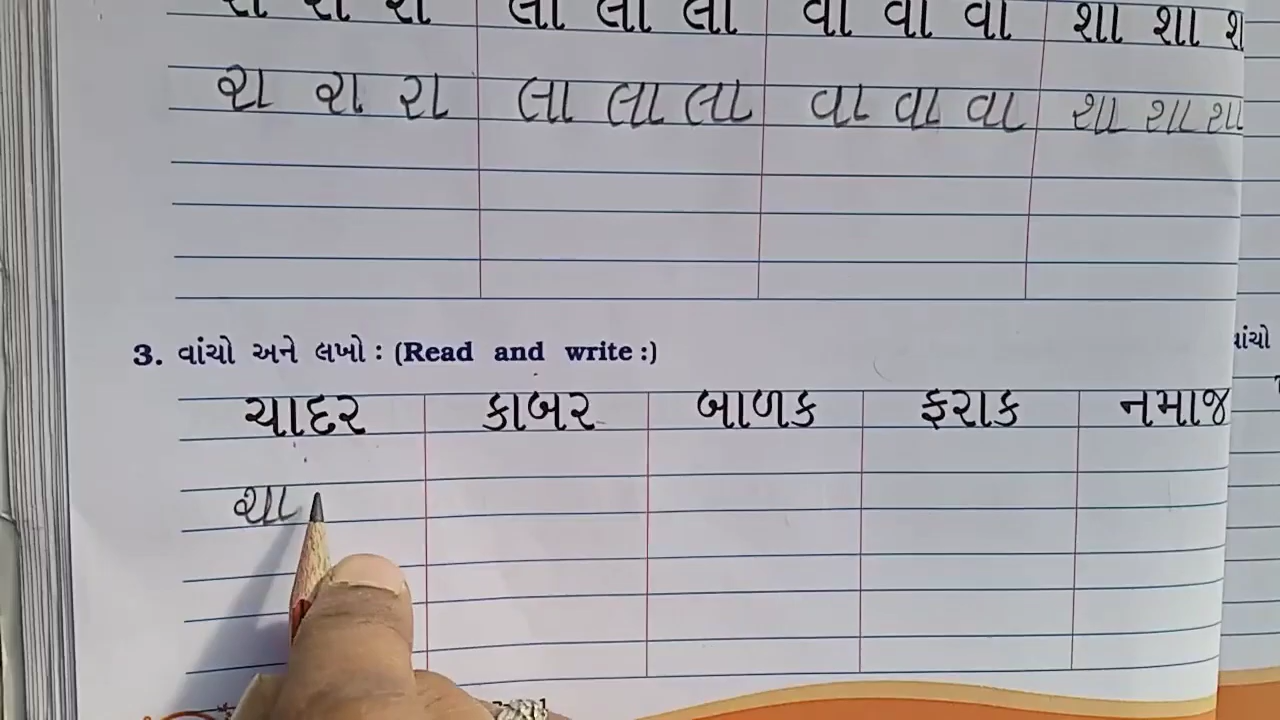 રા રા રા લા લા લા વા વા વા શા શા
રા રા રા લા લા લા વા વા વા શા શા શા
3. વાંચો અને લખો : (Read and write :)
ચાદર કાબર બાળક ફરાક નમાજ
ચા